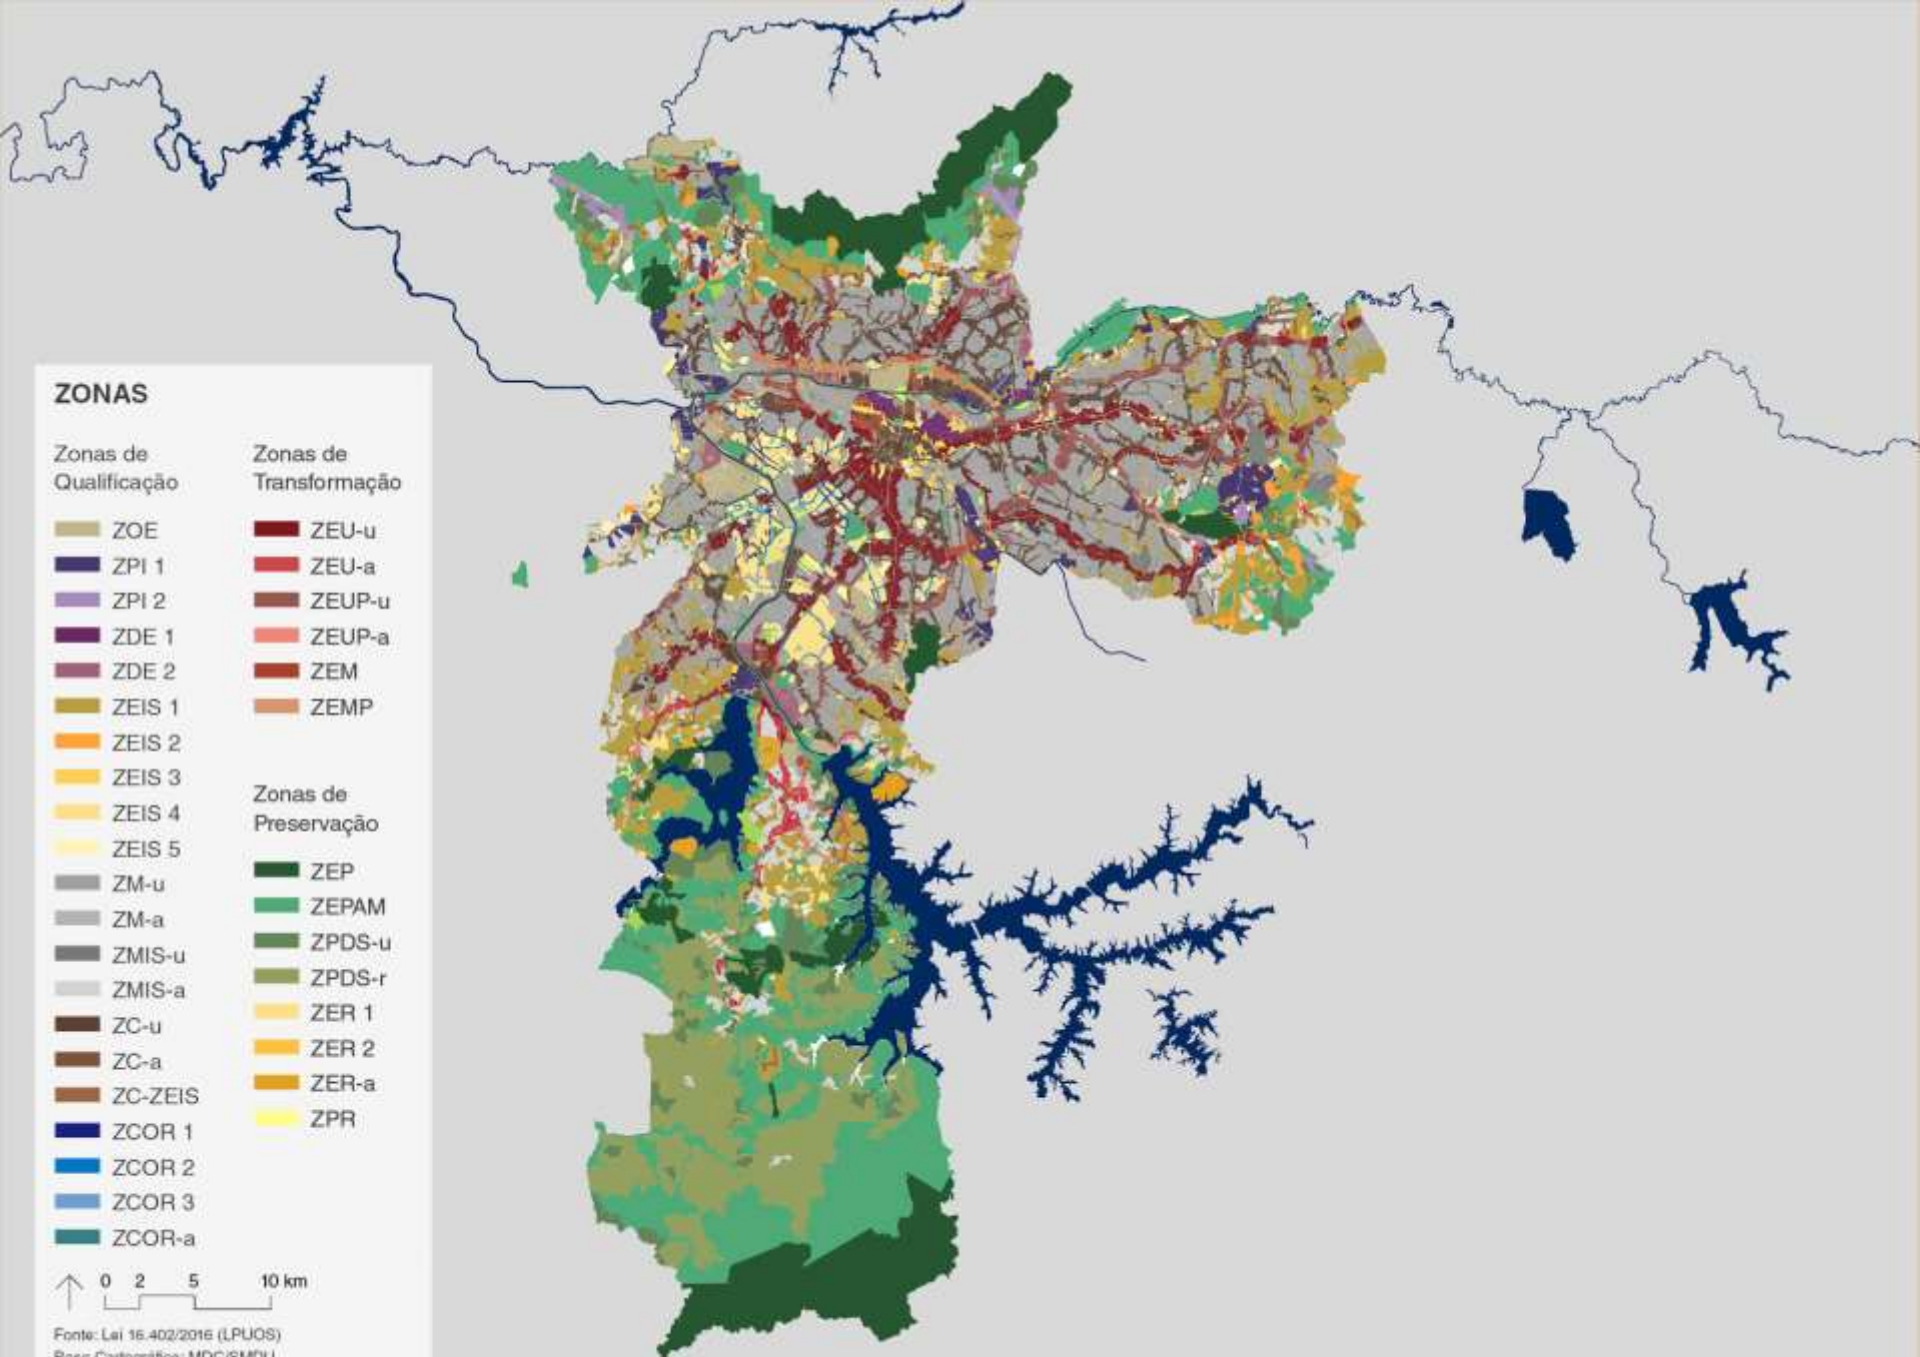 ZONAS
Zonas de
Qualificação
ZOE
ZPI 1
ZPI 2
ZDE 1
ZDE 2
ZEIS 1
ZEIS 2
ZEIS 3
ZEIS 4
ZEIS 5
ZM-u
ZM-a
ZMIS-u
ZMIS-a
ZC-u
ZC-a
ZC-ZEIS
ZCOR 1
ZCOR 2
ZCOR 3
ZCOR-a
Zonas de
Transformação
ZEU-u
ZEU-a
ZEUP-u
ZEUP-a
ZEM
ZEMP
Zonas de
Preservação
ZEP
ZEPAM
ZPDS-u
ZPDS-r
ZER 1
ZER 2
ZER-a
ZPR
0 2 5 10 km
Fonte: Lei 16.402/2016 (LPUOS)